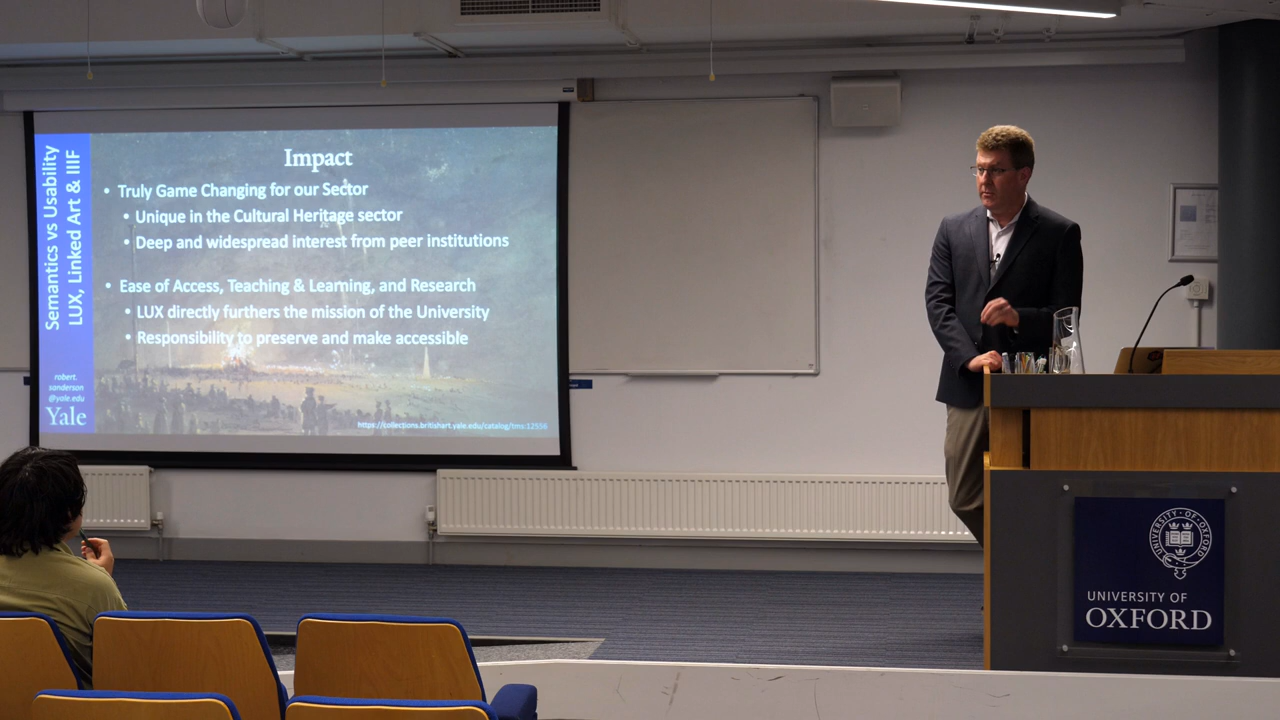 Semantics vs Usability
LUX, Linked Art & IIIF
robert.
sanderson
@yale.edu
Yale
Impact
• Truly Game Changing for our Sector
• Unique in the Cultural Heritage sector
• Deep and widespread interest from peer institutions
• Ease of Access, Teaching & Learning, and Research
• LUX directly furthers the mission of the University
• Responsibility to preserve and make accessible
https://collections.britishart.yale.edu/catalog/tms:12556
UNIVERSITY OF
OXFORD